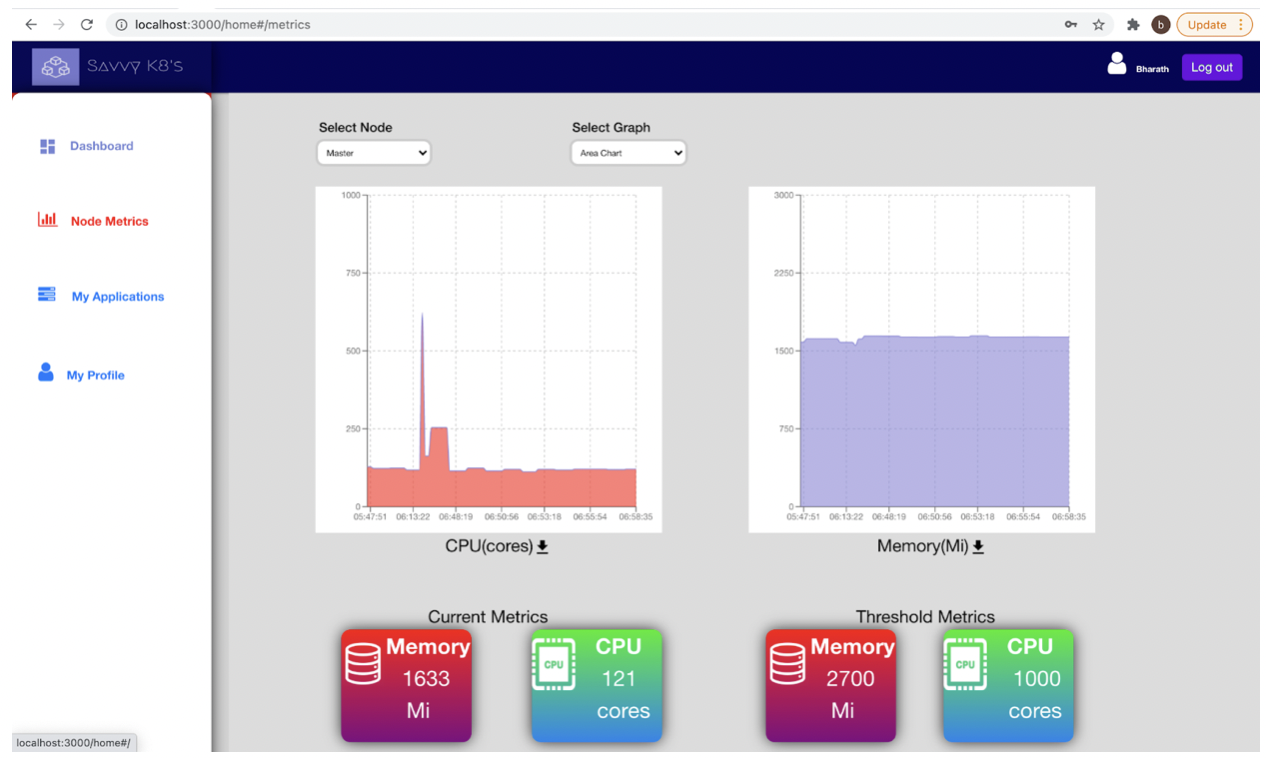 localhost:3000/home#/metrics
b
Update
SAVVY K8'S
Bharath
Log out
Dashboard
Node Metrics
My Applications
My Profile
Select Node
Select Graph
Master
Area Chart
1000
750
500
250
0
05:47:51 06:13:22 06:48:19 06:50:56 06:53:18 06:55:54 06:58:35
CPU(cores)
3000
2250
1500
750
0
05:47:51 06:13:22 06:48:19 06:50:56 06:53:18 06:55:54 06:58:35
Memory(Mi)
Current Metrics
Memory
1633
Mi
CPU
CPU
121
cores
Threshold Metrics
Memory
2700
Mi
CPU
CPU
1000
cores
localhost:3000/home#/